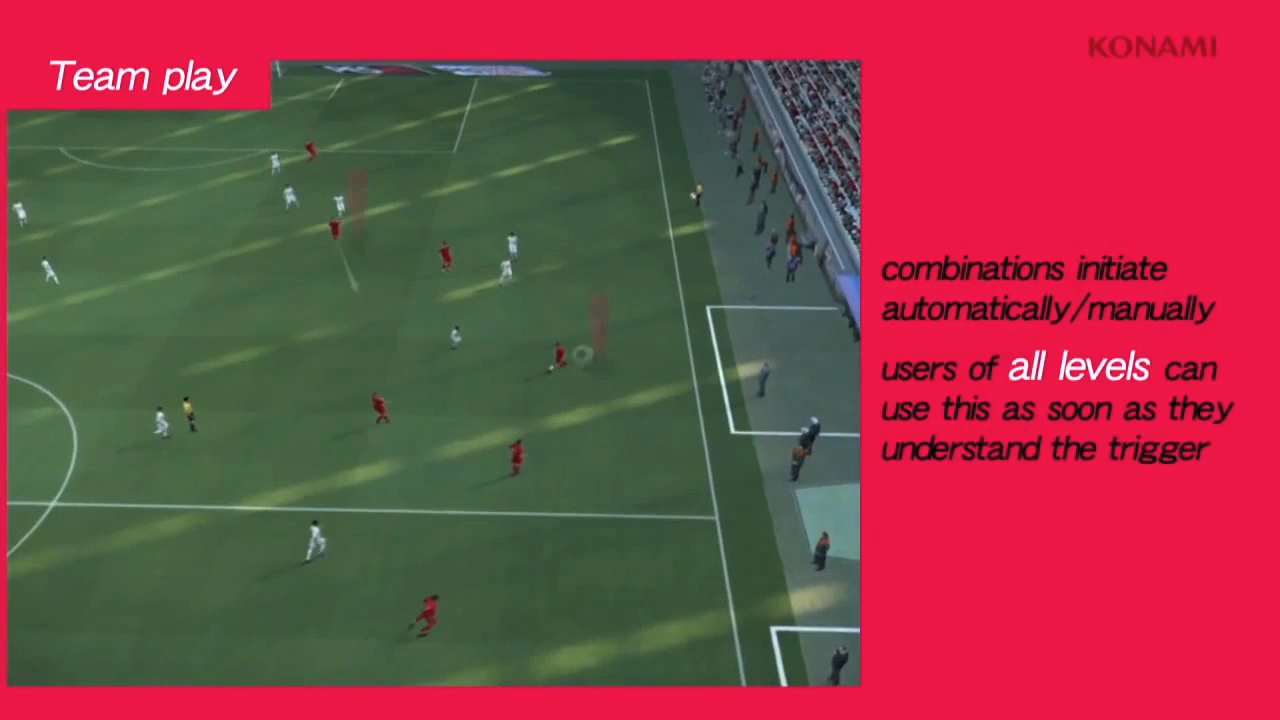 KONAMI
Team play
combinations initiate
automatically/manually
users of all levels can
use this as soon as they
understand the trigger